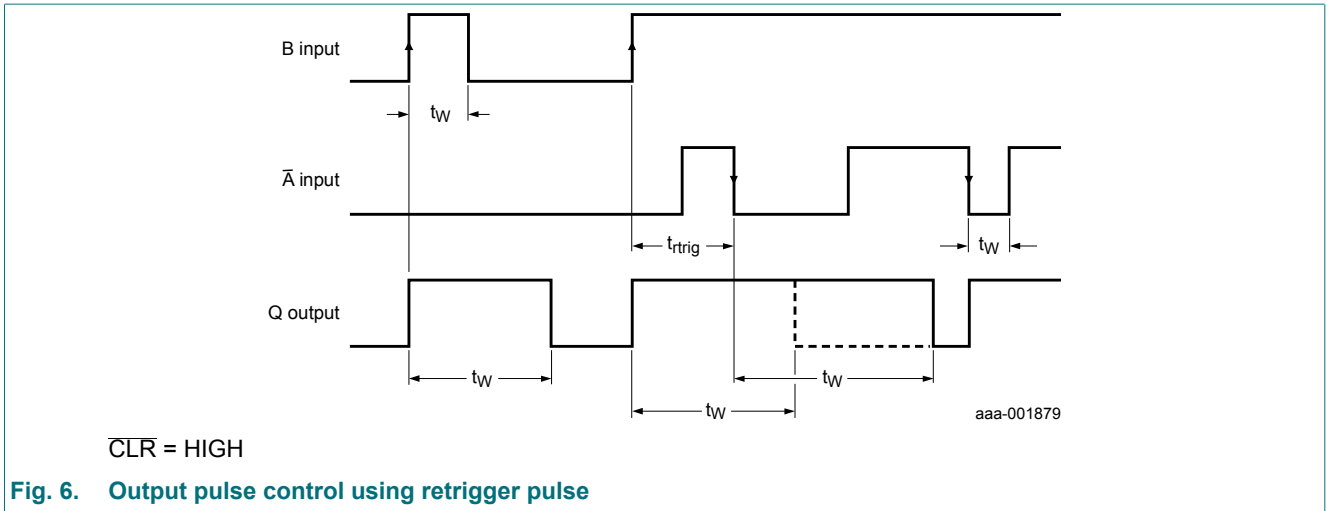 B input
tW
A̅ input
trtrig
tW
Q output
tW
tW
tW
aaa-001879
C̅L̅R̅ = HIGH
Fig. 6. Output pulse control using retrigger pulse